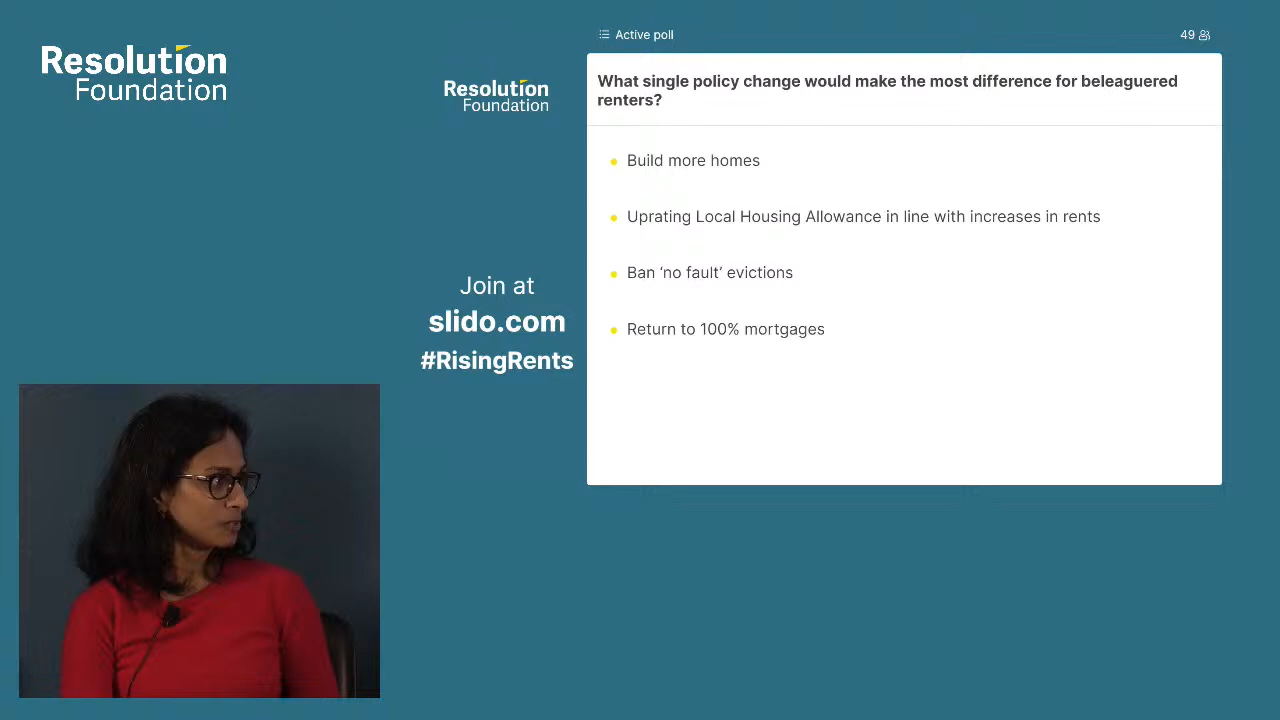 Resolution
Foundation
Resolution
Foundation
Join at
slido.com
#RisingRents
Active poll
49
What single policy change would make the most difference for beleaguered
renters?
Build more homes
Uprating Local Housing Allowance in line with increases in rents
Ban ‘no fault’ evictions
Return to 100% mortgages